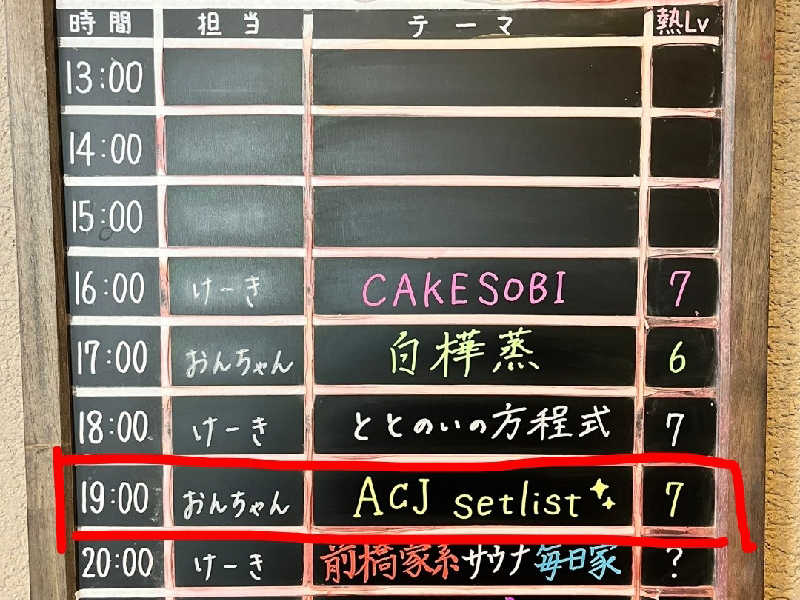 時間 担当 テーマ 熱Lv
13:00
14:00
15:00
16:00 けーき CAKESOBI 7
17:00 おんちゃん 白樺蒸 6
18:00 けーき ととのいの方程式 7
19:00 おんちゃん ACJ setlist 7
20:00 けーき 前橋家系サウナ毎日家 ?